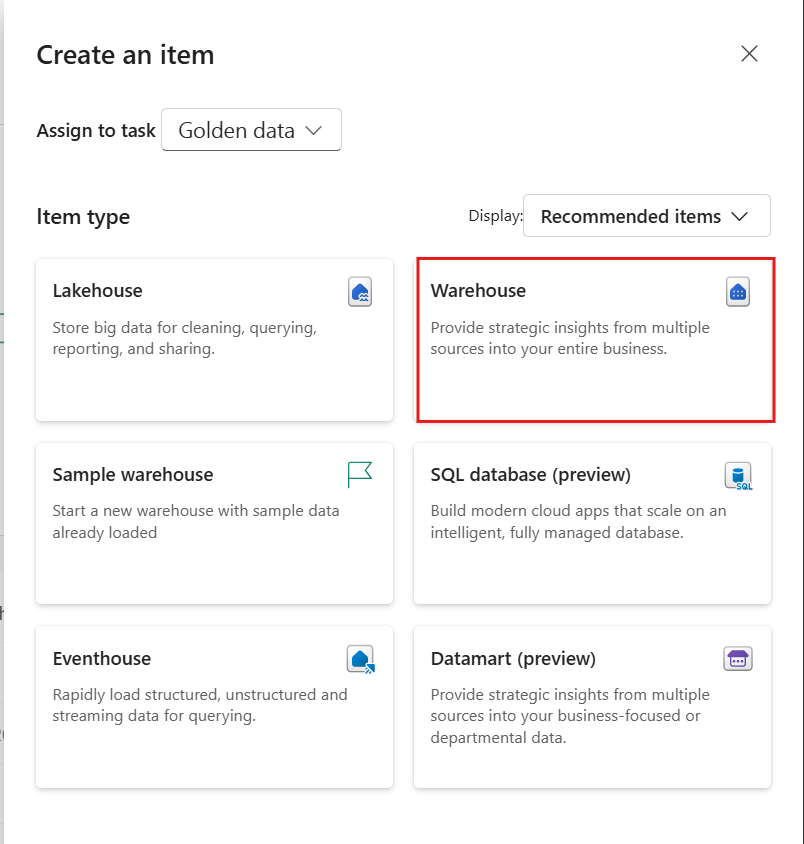 Create an item
Assign to task
Golden data
Item type
Display:
Recommended items
Lakehouse
Store big data for cleaning, querying,
reporting, and sharing.
Warehouse
Provide strategic insights from multiple
sources into your entire business.
Sample warehouse
Start a new warehouse with sample data
already loaded
SQL database (preview)
SQL
Build modern cloud apps that scale on an
intelligent, fully managed database.
Eventhouse
Rapidly load structured, unstructured and
streaming data for querying.
Datamart (preview)
Provide strategic insights from multiple
sources into your business-focused or
departmental data.